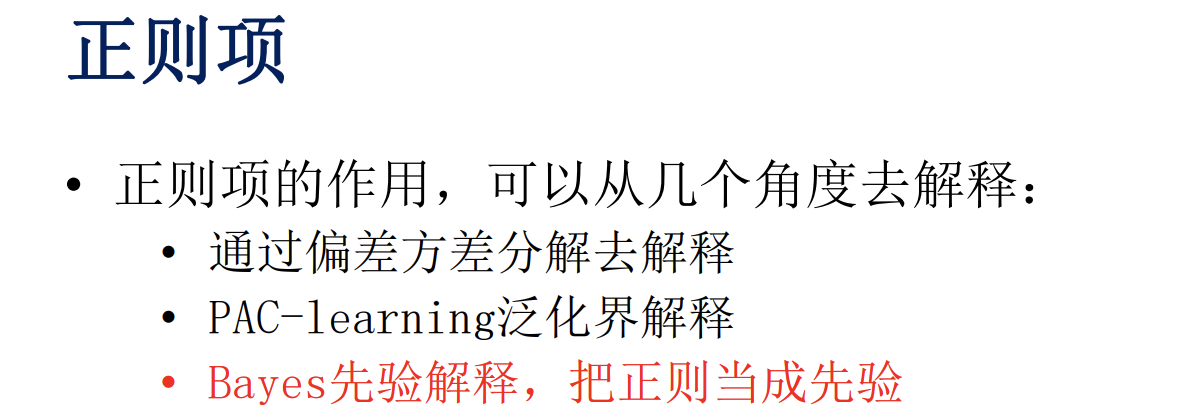 正则项
• 正则项的作用，可以从几个角度去解释：
• 通过偏差方差分解去解释
• PAC-learning泛化界解释
• Bayes先验解释，把正则当成先验